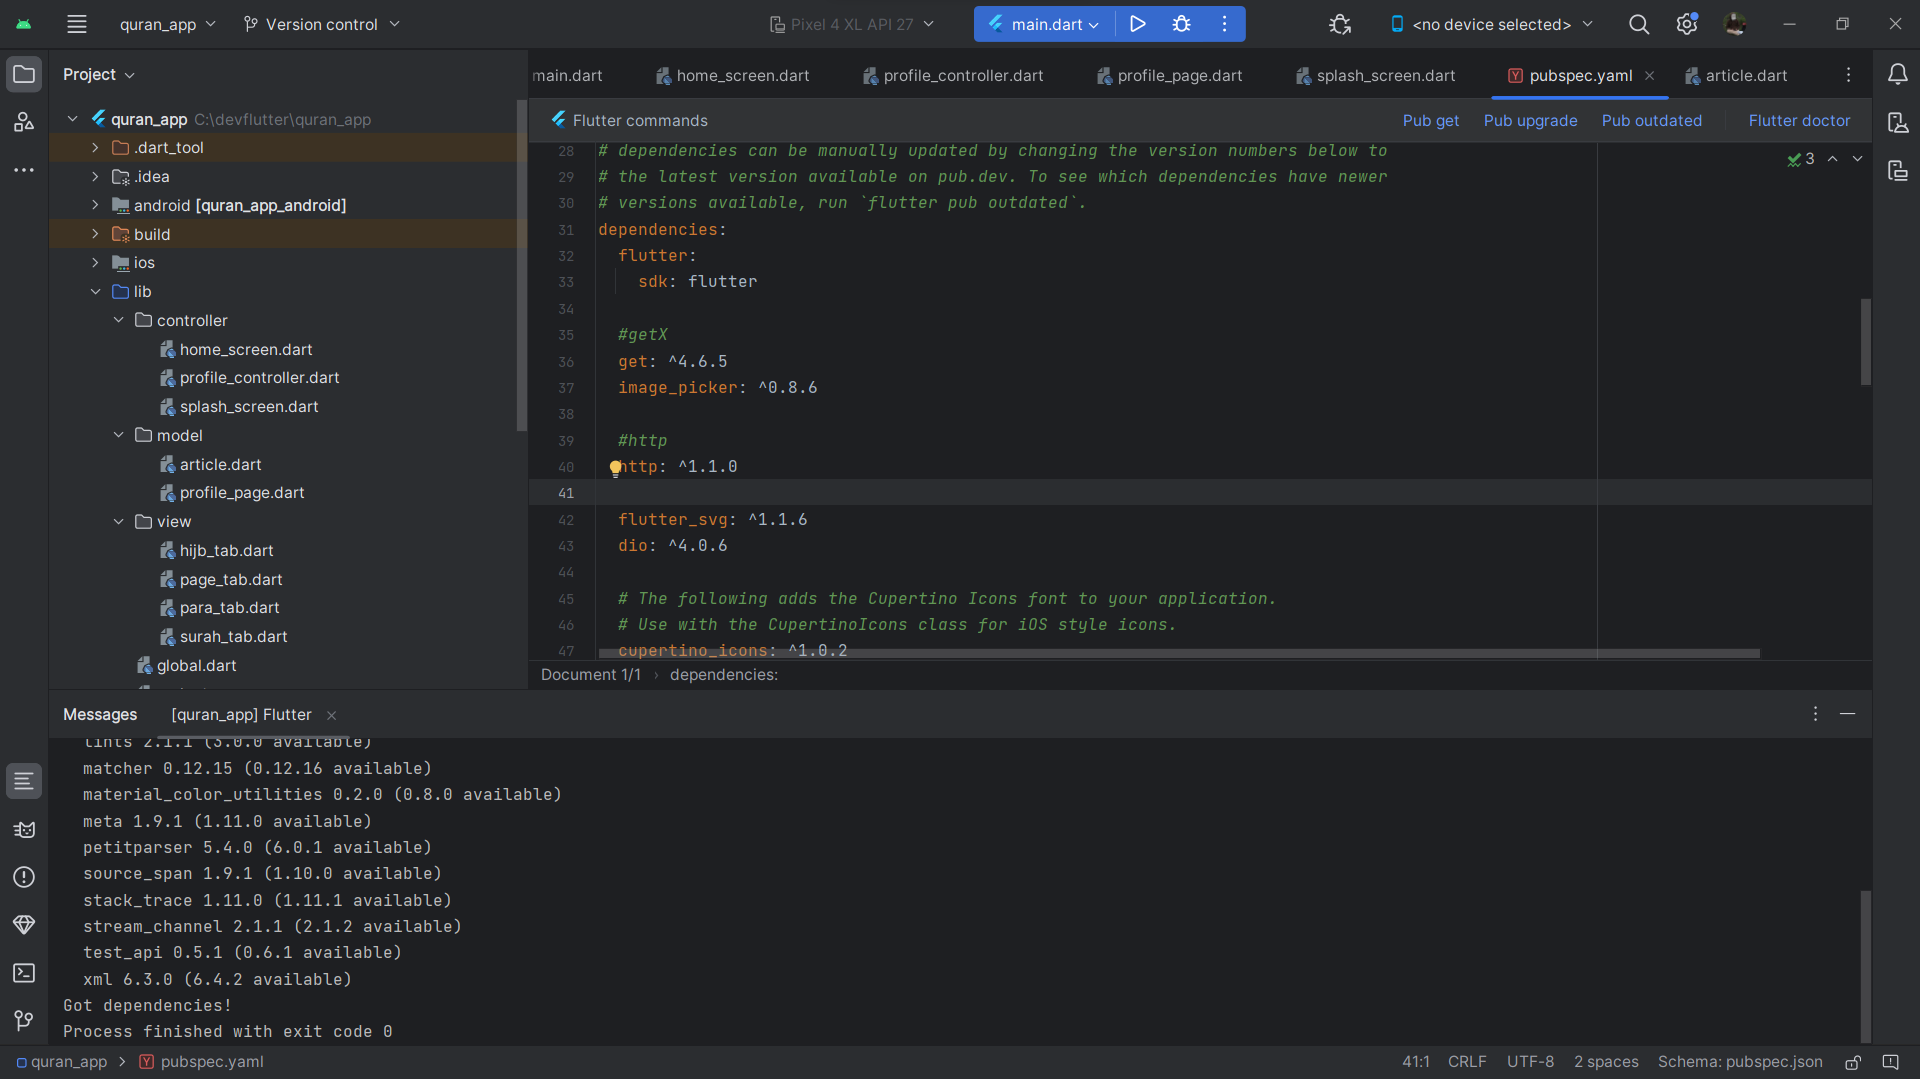 quran_app
Version control
Pixel 4 XL API 27
main.dart
<no device selected>
Project
main.dart
home_screen.dart
profile_controller.dart
profile_page.dart
splash_screen.dart
pubspec.yaml
article.dart
quran_app C:\devflutter\quran_app
.dart_tool
.idea
android [quran_app_android]
build
ios
lib
controller
home_screen.dart
profile_controller.dart
splash_screen.dart
model
article.dart
profile_page.dart
view
hijb_tab.dart
page_tab.dart
para_tab.dart
surah_tab.dart
global.dart
Flutter commands
Pub get
Pub upgrade
Pub outdated
Flutter doctor
3
28 # dependencies can be manually updated by changing the version numbers below to
29 # the latest version available on pub.dev. To see which dependencies have newer
30 # versions available, run `flutter pub outdated`.
31 dependencies:
32 flutter:
33 sdk: flutter
34
35 #getX
36 get: ^4.6.5
37 image_picker: ^0.8.6
38
39 #http
40 http: ^1.1.0
41
42 flutter_svg: ^1.1.6
43 dio: ^4.0.6
44
45 # The following adds the Cupertino Icons font to your application.
46 # Use with the CupertinoIcons class for iOS style icons.
47 cupertino_icons: ^1.0.2
Document 1/1 › dependencies:
Messages
[quran_app] Flutter
lints 2.1.1 (3.0.0 available)
matcher 0.12.15 (0.12.16 available)
material_color_utilities 0.2.0 (0.8.0 available)
meta 1.9.1 (1.11.0 available)
petitparser 5.4.0 (6.0.1 available)
source_span 1.9.1 (1.10.0 available)
stack_trace 1.11.0 (1.11.1 available)
stream_channel 2.1.1 (2.1.2 available)
test_api 0.5.1 (0.6.1 available)
xml 6.3.0 (6.4.2 available)
Got dependencies!
Process finished with exit code 0
quran_app › pubspec.yaml
41:1
CRLF
UTF-8
2 spaces
Schema: pubspec.json